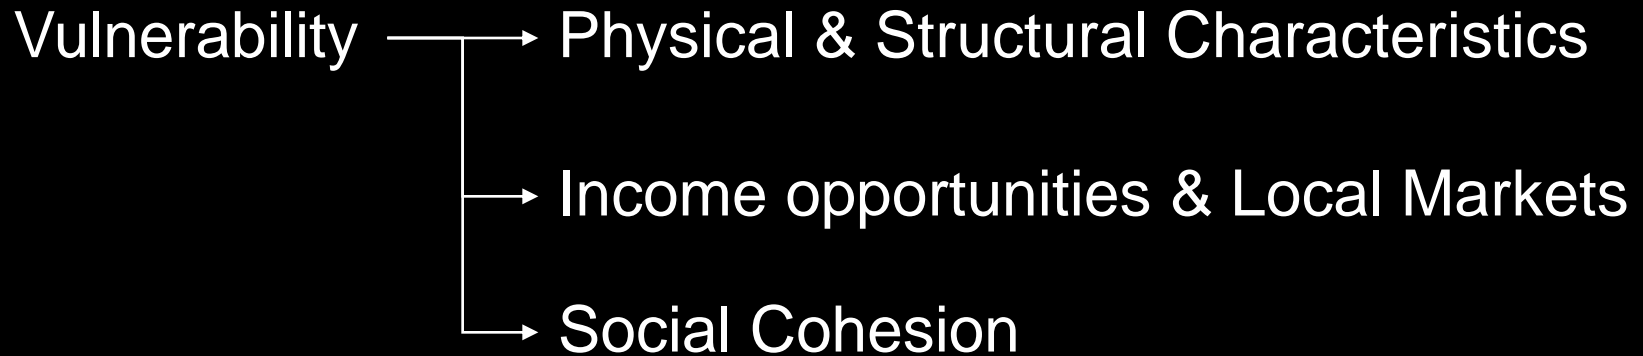 Vulnerability
Physical & Structural Characteristics
Income opportunities & Local Markets
Social Cohesion